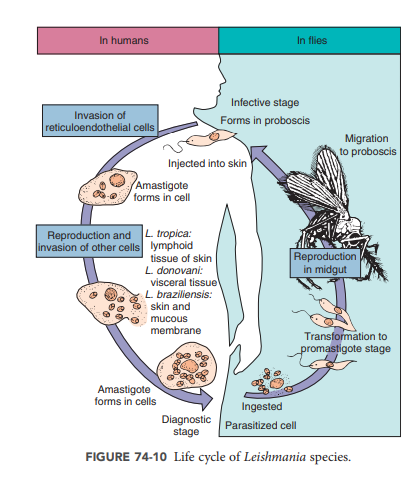 In humans
In flies
Infective stage
Forms in proboscis
Invasion of
reticuloendothelial cells
Migration
to proboscis
Injected into skin
Amastigote
forms in cell
Reproduction and
invasion of other cells
L. tropica:
lymphoid
tissue of skin
L. donovani:
visceral tissue
L. braziliensis:
skin and
mucous
membrane
Reproduction
in midgut
Transformation to
promastigote stage
Amastigote
forms in cells
Ingested
Diagnostic
stage
Parasitized cell
FIGURE 74-10 Life cycle of Leishmania species.